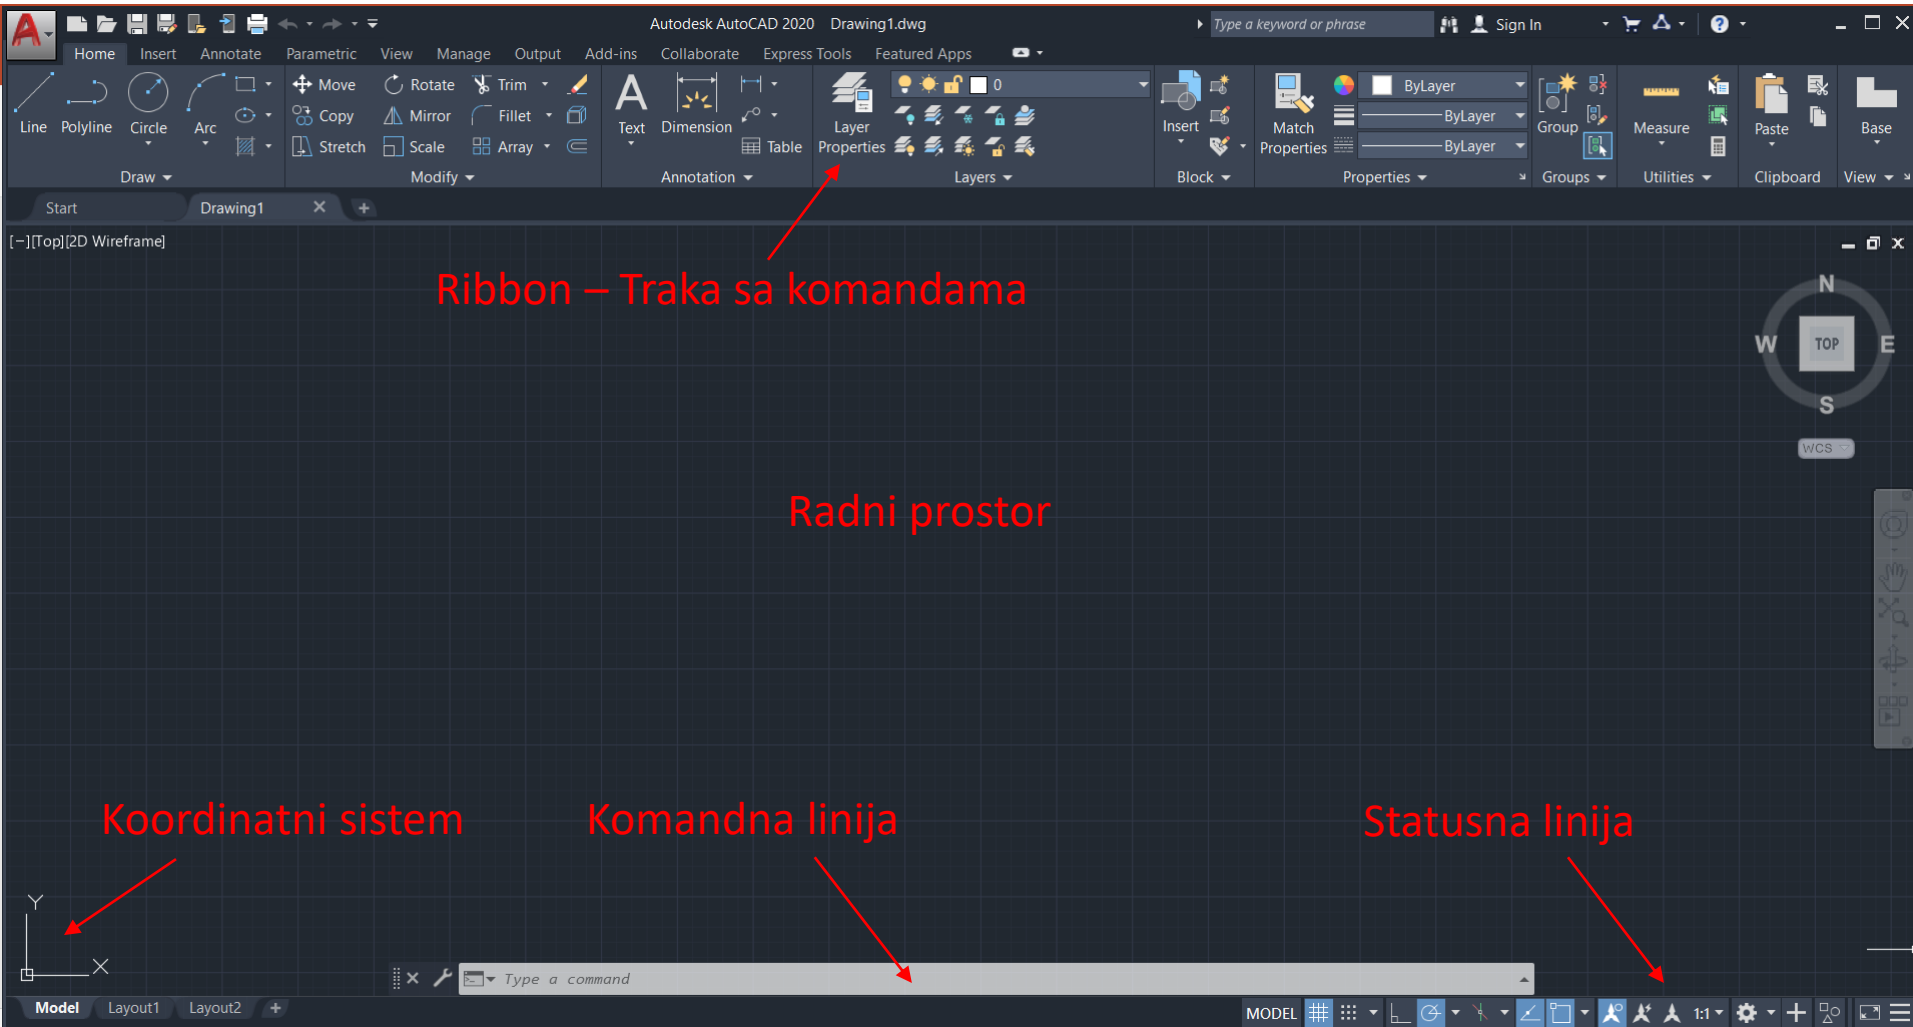 Autodesk AutoCAD 2020 Drawing1.dwg
Type a keyword or phrase
Sign In
Home Insert Annotate Parametric View Manage Output Add-ins Collaborate Express Tools Featured Apps
Line Polyline Circle Arc
Move Rotate Trim
Copy Mirror Fillet
Stretch Scale Array
Text Dimension
Table
Layer
Properties
0
Insert
Match
Properties
ByLayer
ByLayer
ByLayer
Group
Measure
Paste
Base
Draw Modify Annotation Layers Block Properties Groups Utilities Clipboard View
Start Drawing1
[−][Top][2D Wireframe]
Ribbon – Traka sa komandama
N
W TOP E
S
WCS
Radni prostor
Koordinatni sistem Komandna linija Statusna linija
Y
X
Type a command
Model Layout1 Layout2
MODEL 1:1